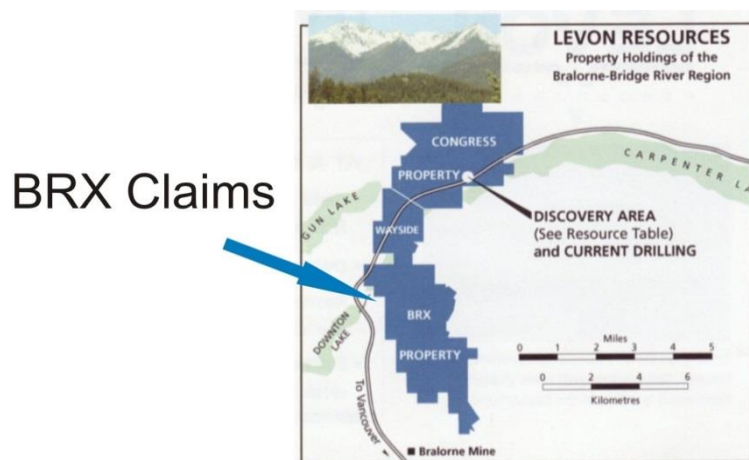 LEVON RESOURCES
Property Holdings of the
Bralorne-Bridge River Region
CONGRESS
PROPERTY
CARPENTER LA
BRX Claims
GUN LAKE
WAYSIDE
DISCOVERY AREA
(See Resource Table)
and CURRENT DRILLING
BRX
PROPERTY
DOWNTON
LAKE
Miles
0 1 2 3 4 5
0 2 4 6
Kilometres
To Vancouver
Bralorne Mine